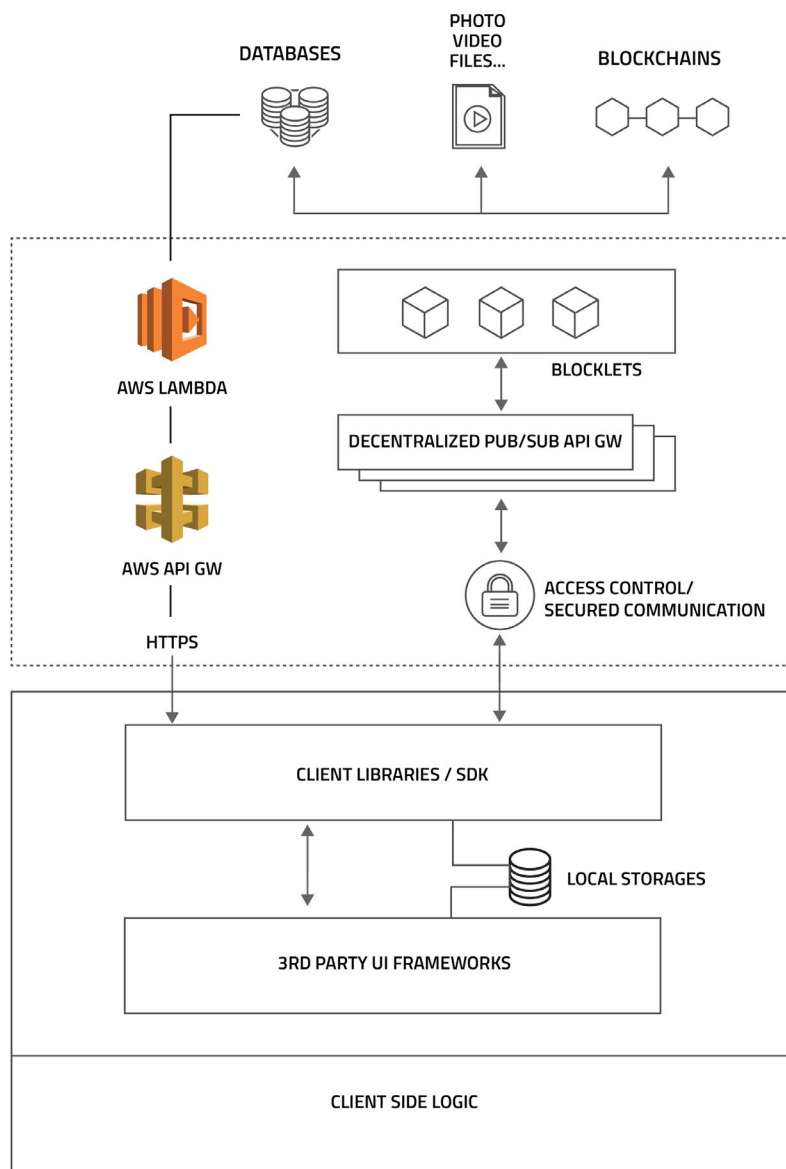 DATABASES
PHOTO
VIDEO
FILES...
BLOCKCHAINS
AWS LAMBDA
BLOCKLETS
DECENTRALIZED PUB/SUB API GW
AWS API GW
ACCESS CONTROL/
SECURED COMMUNICATION
HTTPS
CLIENT LIBRARIES / SDK
LOCAL STORAGES
3RD PARTY UI FRAMEWORKS
CLIENT SIDE LOGIC